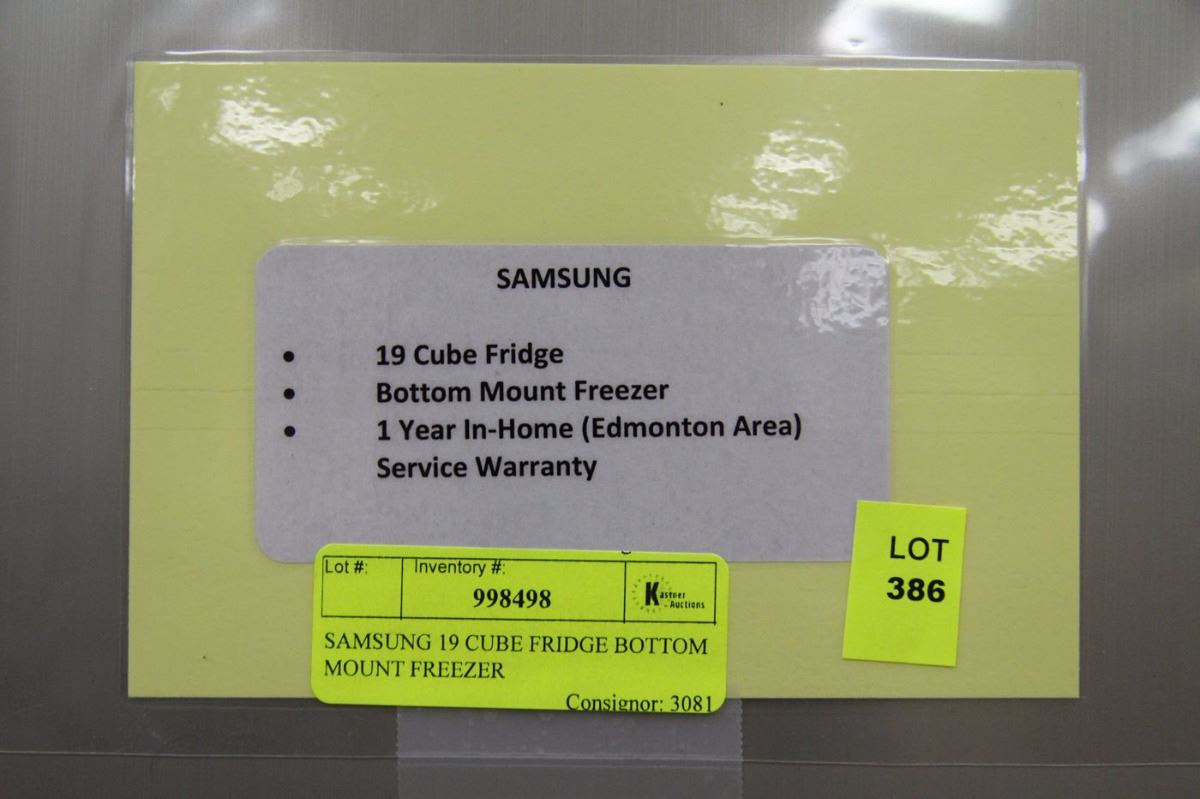 SAMSUNG
• 19 Cube Fridge
• Bottom Mount Freezer
• 1 Year In-Home (Edmonton Area)
Service Warranty
LOT
386
Lot #: Inventory #:
998498
Kastner
Auctions
SAMSUNG 19 CUBE FRIDGE BOTTOM
MOUNT FREEZER
Consignor: 3081